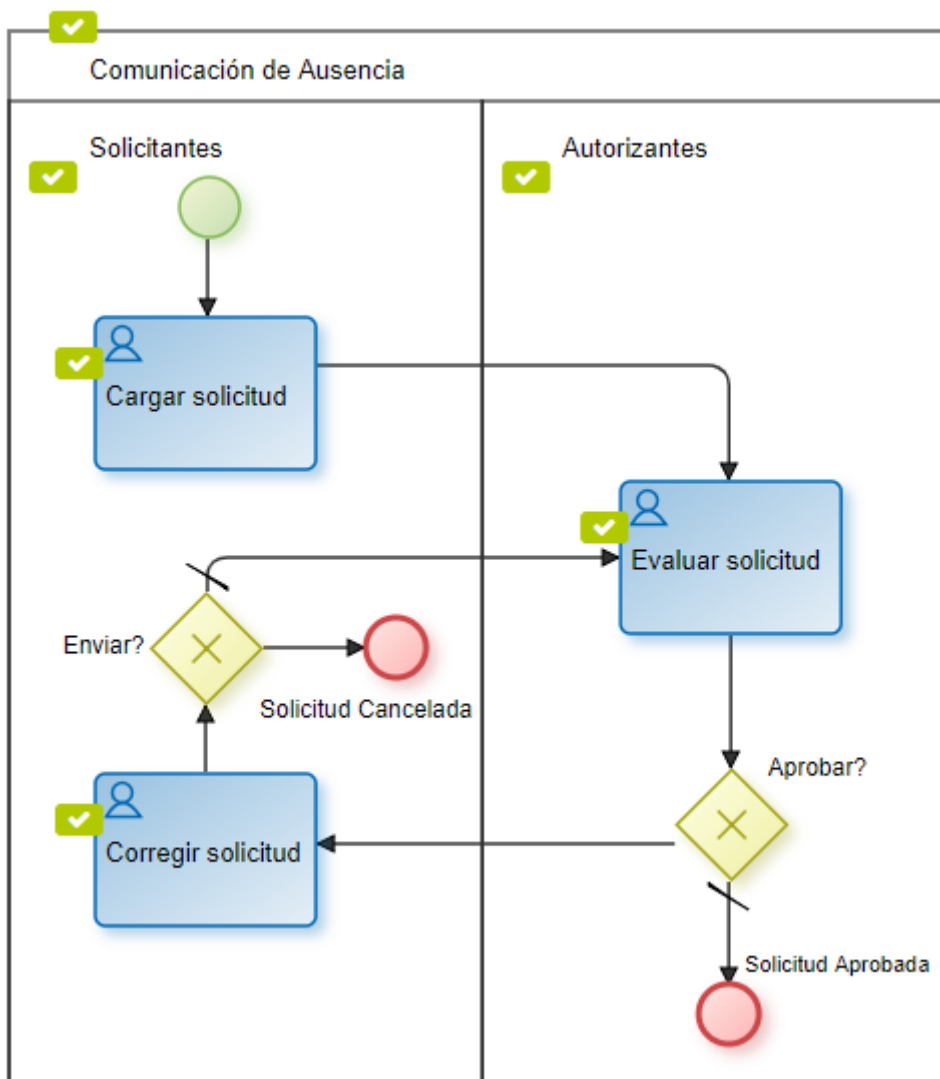 Comunicación de Ausencia
Solicitantes
Autorizantes
Cargar solicitud
Evaluar solicitud
Enviar?
Solicitud Cancelada
Aprobar?
Corregir solicitud
Solicitud Aprobada